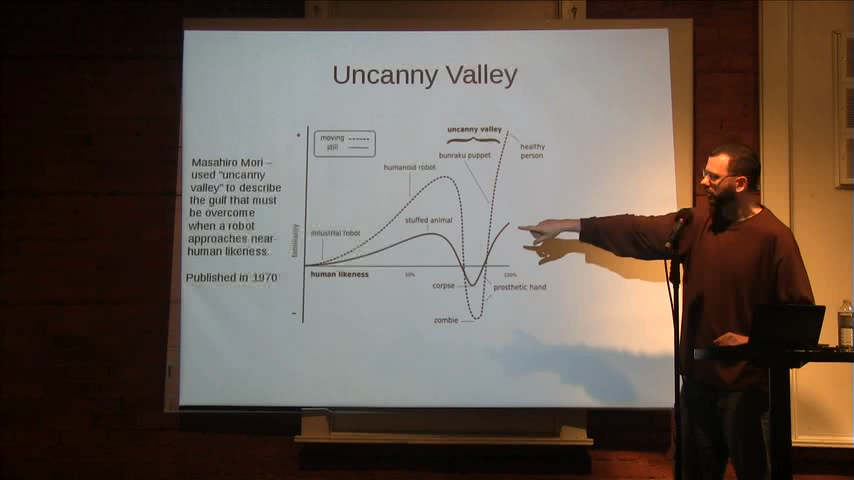 Uncanny Valley
Masahiro Mori –
used "uncanny
valley" to describe
the gulf that must
be overcome
when a robot
approaches near-
human likeness.
Published in 1970
+
moving
still
uncanny valley
bunraku puppet
healthy
person
humanoid robot
stuffed animal
industrial robot
familiarity
human likeness
50%
100%
corpse
prosthetic hand
zombie
–